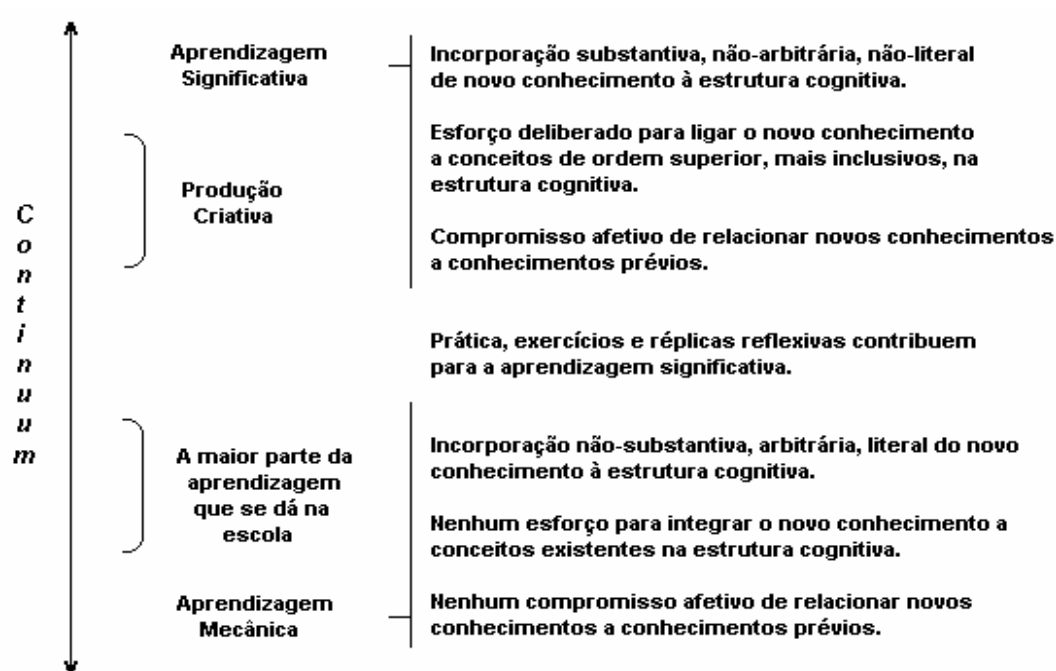 Continuum
Aprendizagem
Significativa
Incorporação substantiva, não-arbitrária, não-literal
de novo conhecimento à estrutura cognitiva.
Produção
Criativa
Esforço deliberado para ligar o novo conhecimento
a conceitos de ordem superior, mais inclusivos, na
estrutura cognitiva.
Compromisso afetivo de relacionar novos conhecimentos
a conhecimentos prévios.
Prática, exercícios e réplicas reflexivas contribuem
para a aprendizagem significativa.
A maior parte da
aprendizagem
que se dá na
escola
Incorporação não-substantiva, arbitrária, literal do novo
conhecimento à estrutura cognitiva.
Nenhum esforço para integrar o novo conhecimento a
conceitos existentes na estrutura cognitiva.
Aprendizagem
Mecânica
Nenhum compromisso afetivo de relacionar novos
conhecimentos a conhecimentos prévios.